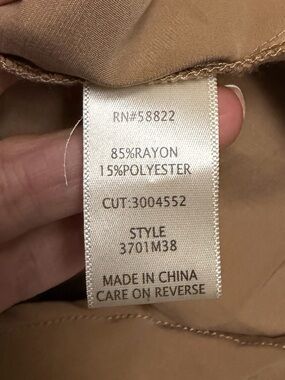 RN#58822
85%RAYON
15%POLYESTER
CUT:3004552
STYLE
3701M38
MADE IN CHINA
CARE ON REVERSE